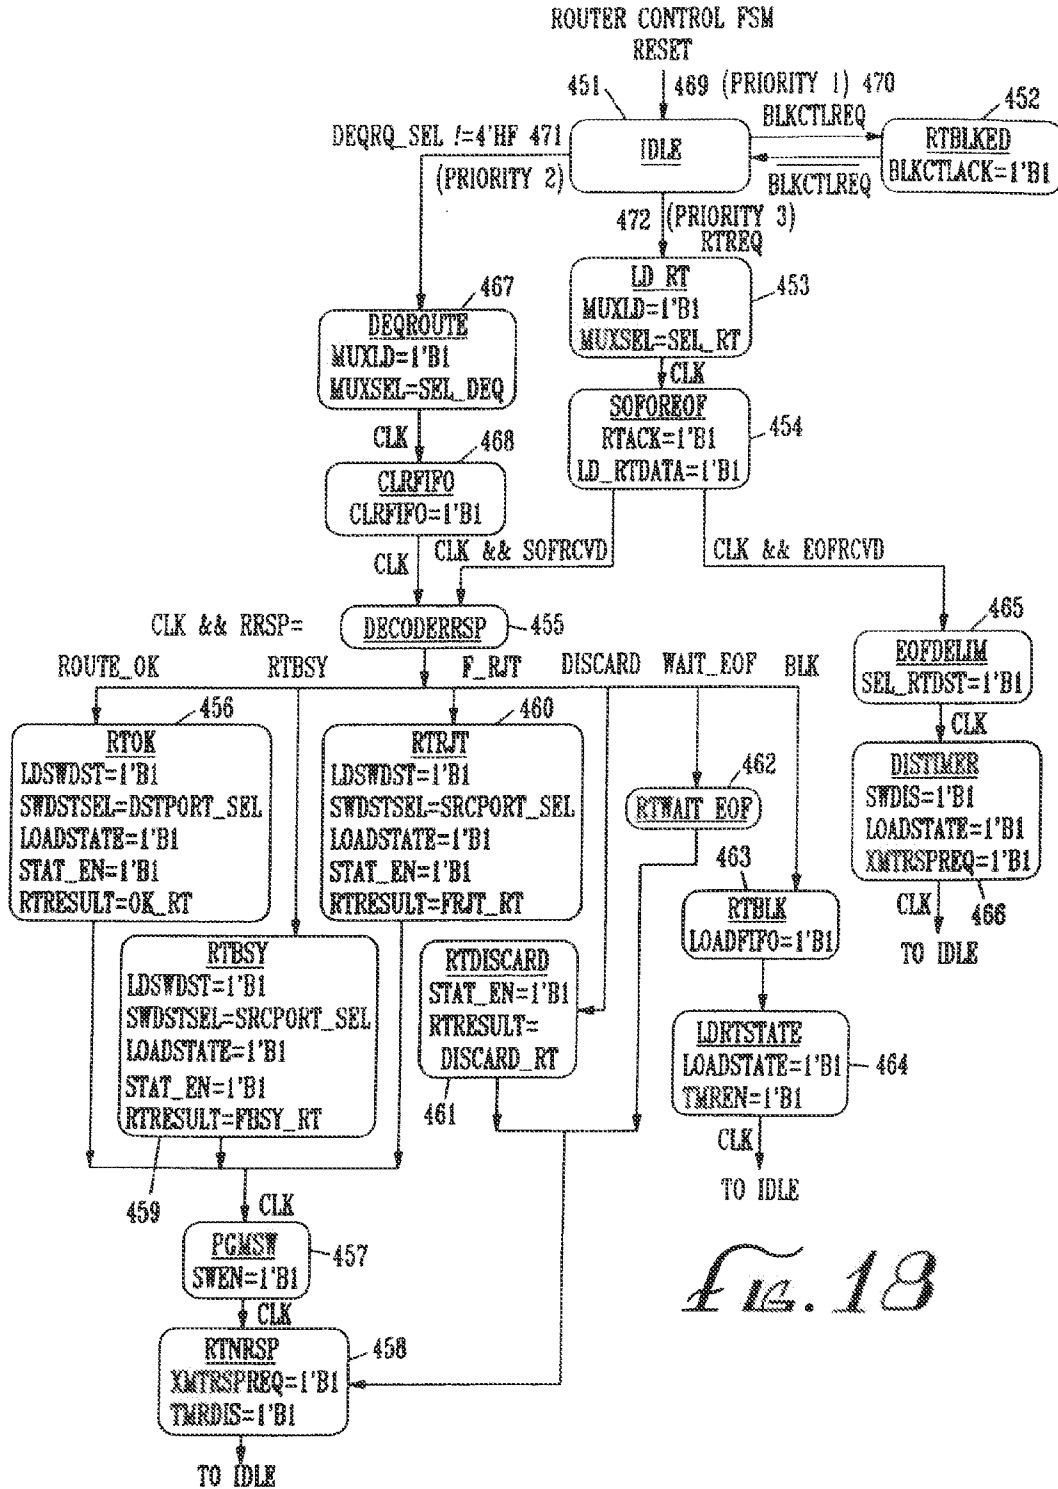 ROUTER CONTROL FSM
RESET
451
469
(PRIORITY 1) 470
BLKCTLREQ
452
DEQRQ_SEL !=4'HF 471
(PRIORITY 2)
IDLE
RTBLKED
BLKCTLACK=1'B1
BLKCTLREQ
472
(PRIORITY 3)
RTREQ
467
DEQROUTE
MUXLD=1'B1
MUXSEL=SEL_DEQ
LD RT
MUXLD=1'B1
MUXSEL=SEL_RT
453
CLK
SOFOREOF
RTACK=1'B1
LD_RTDATA=1'B1
454
CLK
468
CLRFIFO
CLRFIFO=1'B1
CLK
CLK && SOFRCVD
CLK && EOFRCVD
CLK && RRSP=
DECODERRSP
455
465
EOFDELIM
SEL_RTDST=1'B1
ROUTE_OK
RTBSY
F_RJT
DISCARD
WAIT_EOF
BLK
456
RTOK
LDSWDST=1'B1
SWDSTSEL=DSTPORT_SEL
LOADSTATE=1'B1
STAT_EN=1'B1
RTRESULT=OK_RT
460
RTRJT
LDSWDST=1'B1
SWDSTSEL=SRCPORT_SEL
LOADSTATE=1'B1
STAT_EN=1'B1
RTRESULT=FRJT_RT
462
RTWAIT EOF
CLK
DISTIMER
SWDIS=1'B1
LOADSTATE=1'B1
XMTRSPREQ=1'B1
466
CLK
TO IDLE
463
RTBLK
LOADFIFO=1'B1
RTBSY
LDSWDST=1'B1
SWDSTSEL=SRCPORT_SEL
LOADSTATE=1'B1
STAT_EN=1'B1
RTRESULT=FBSY_RT
459
RTDISCARD
STAT_EN=1'B1
RTRESULT=
DISCARD_RT
461
LDRTSTATE
LOADSTATE=1'B1
TMREN=1'B1
464
CLK
TO IDLE
CLK
PGMSW
SWEN=1'B1
457
CLK
RTNRSP
XMTRSPREQ=1'B1
TMRDIS=1'B1
458
TO IDLE
FIG. 18